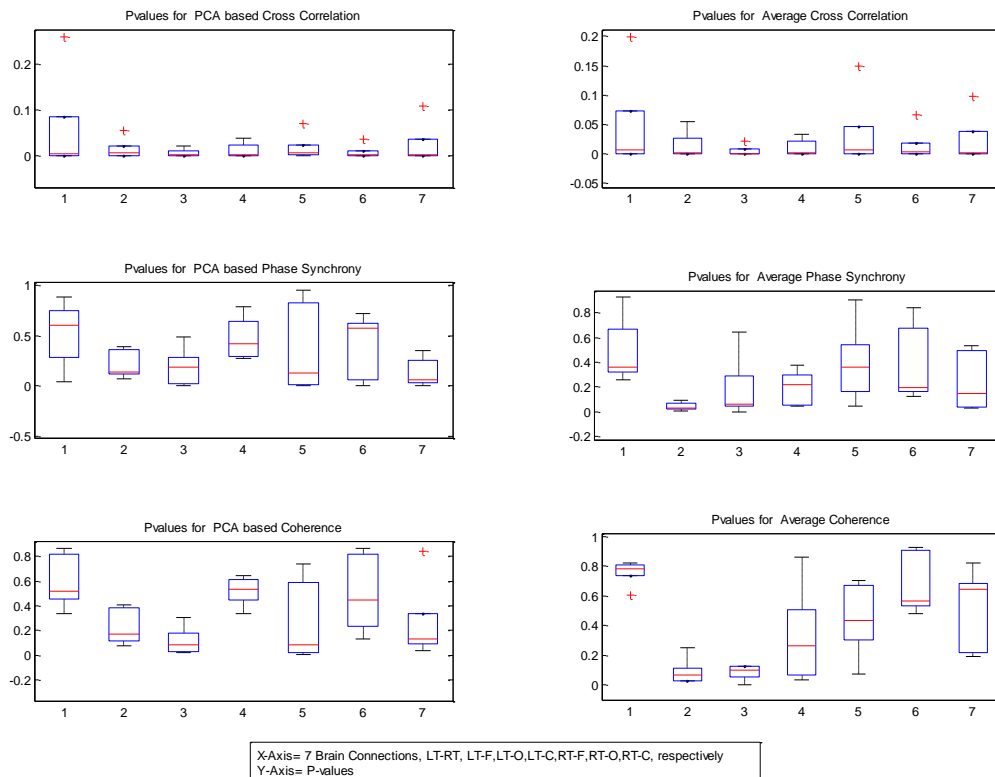 Pvalues for PCA based Cross Correlation
0.2
0.1
0
1 2 3 4 5 6 7
Pvalues for Average Cross Correlation
0.2
0.15
0.1
0.05
0
-0.05
1 2 3 4 5 6 7
Pvalues for PCA based Phase Synchrony
1
0.5
0
-0.5
1 2 3 4 5 6 7
Pvalues for Average Phase Synchrony
0.8
0.6
0.4
0.2
0
-0.2
1 2 3 4 5 6 7
Pvalues for PCA based Coherence
0.8
0.6
0.4
0.2
0
-0.2
1 2 3 4 5 6 7
Pvalues for Average Coherence
1
0.8
0.6
0.4
0.2
0
1 2 3 4 5 6 7
X-Axis= 7 Brain Connections, LT-RT, LT-F,LT-O,LT-C,RT-F,RT-O,RT-C, respectively
Y-Axis= P-values